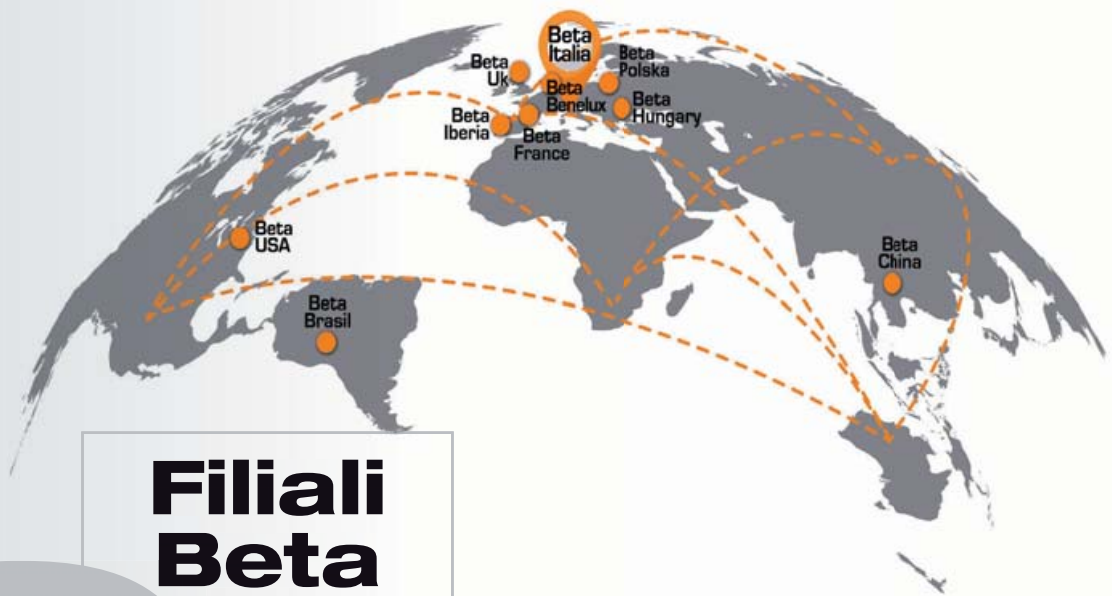 Beta
Italia
Beta
Uk
Beta
Polska
Beta
Benelux
Beta
Hungary
Beta
Iberia
Beta
France
Beta
USA
Beta
China
Beta
Brasil
Filiali
Beta